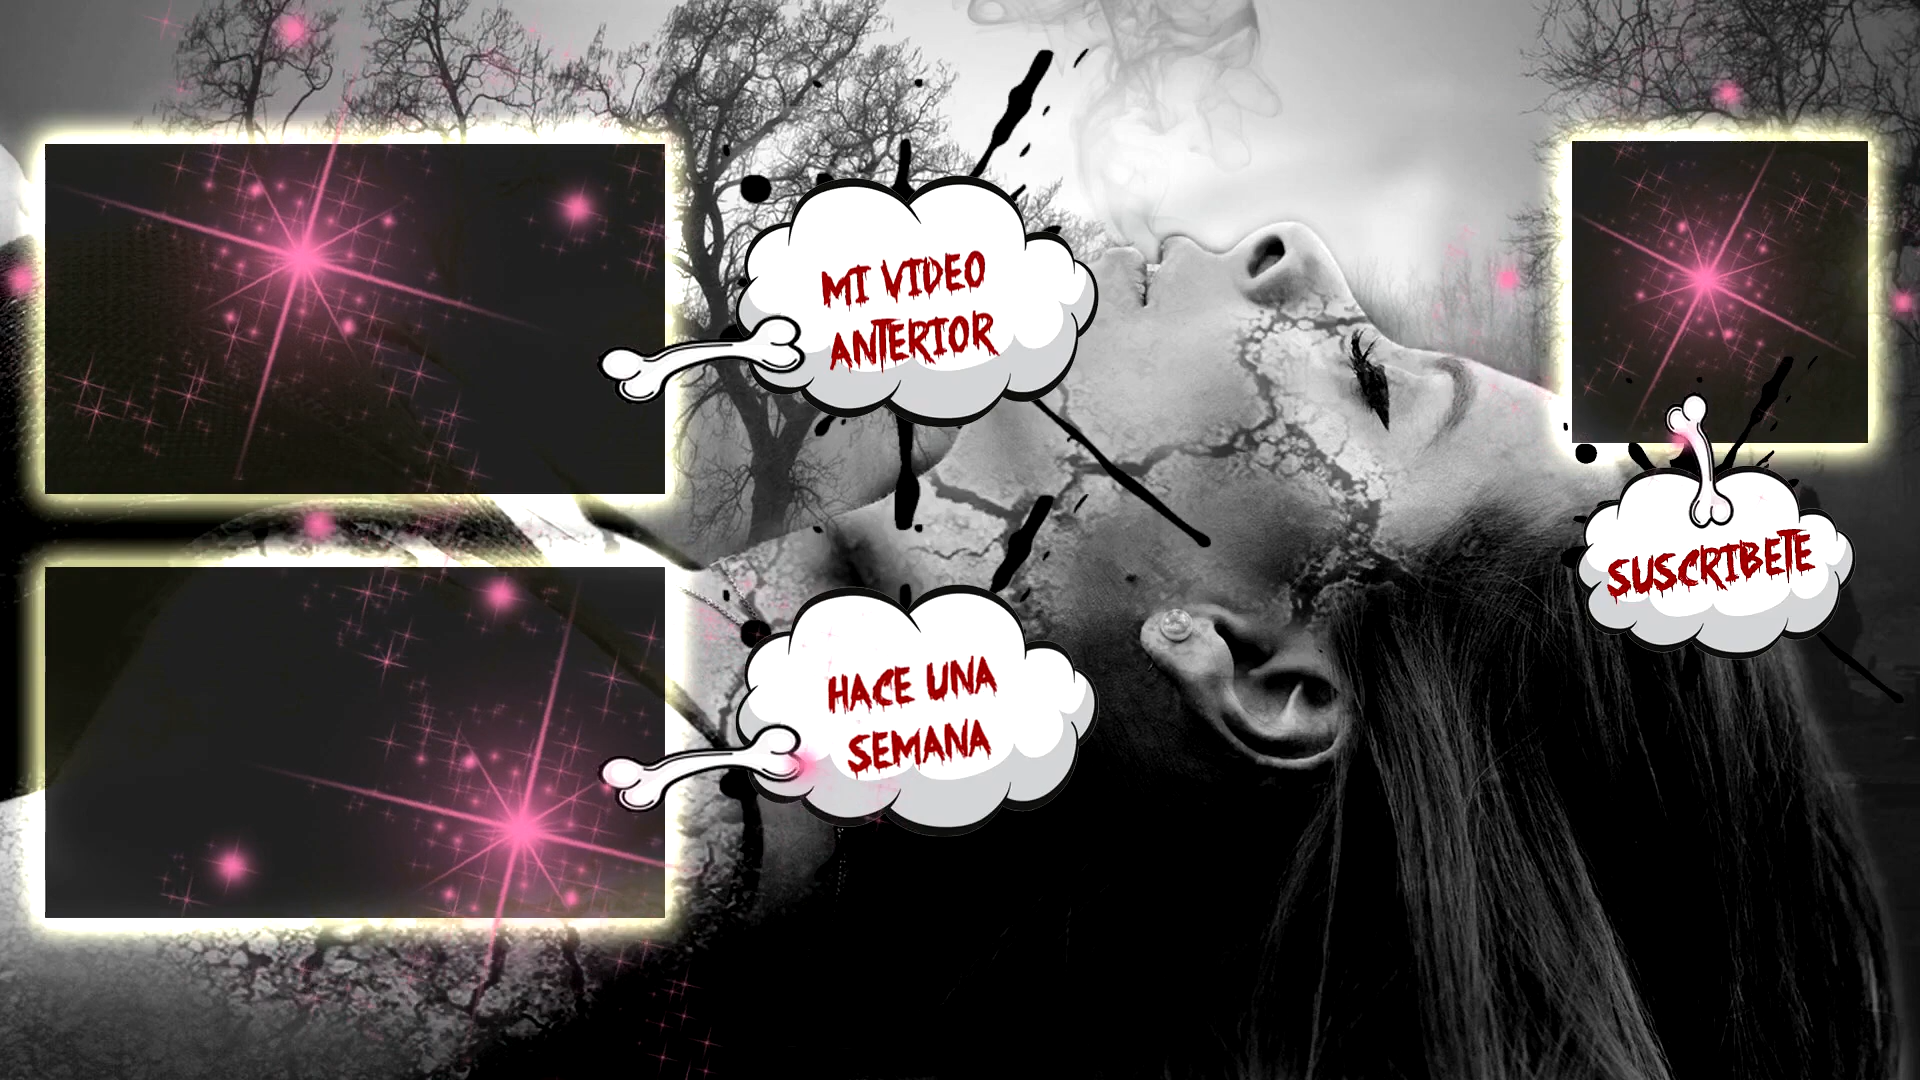 MI VIDEO
ANTERIOR
HACE UNA
SEMANA
SUSCRIBETE